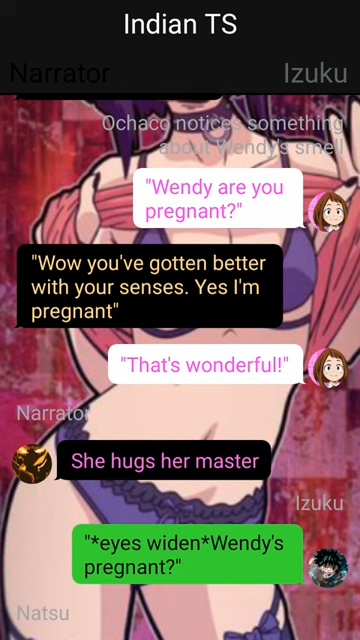 Indian TS
Narrator
Izuku
Ochaco notices something
about Wendy's smell
"Wendy are you
pregnant?"
"Wow you've gotten better
with your senses. Yes I'm
pregnant"
"That's wonderful!"
Narrator
She hugs her master
Izuku
"*eyes widen*Wendy's
pregnant?"
Natsu